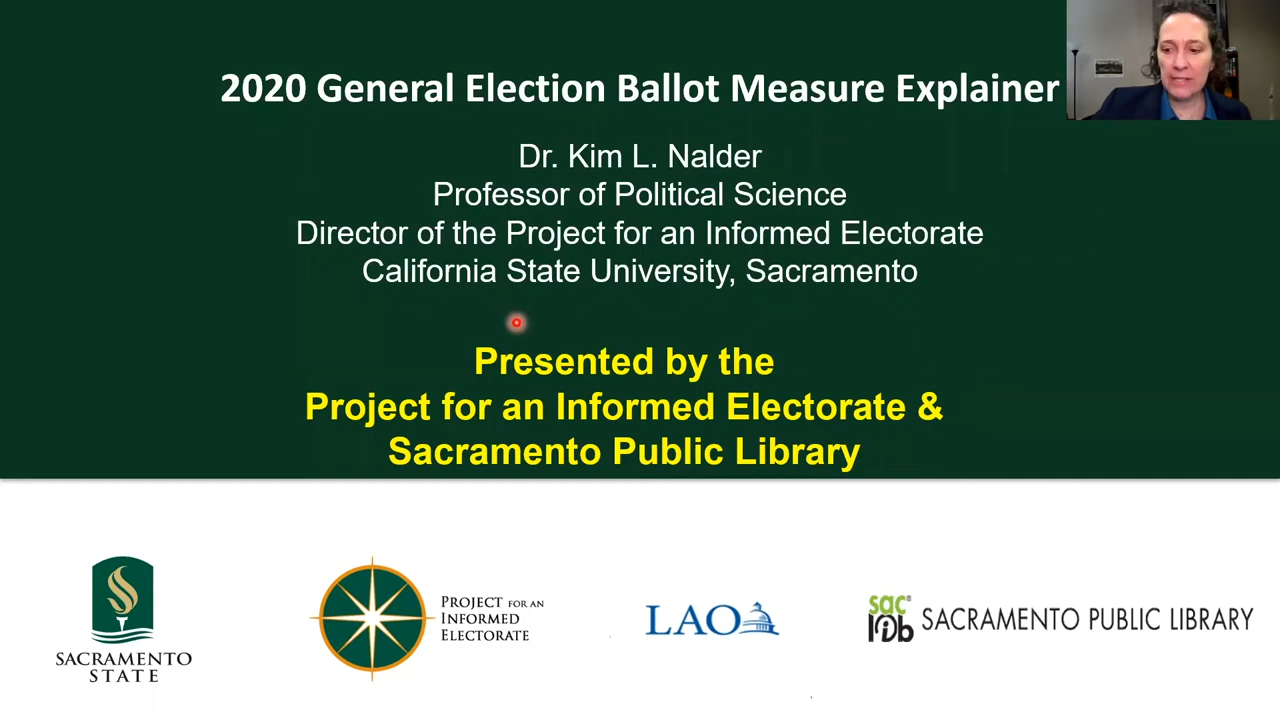 2020 General Election Ballot Measure Explainer
Dr. Kim L. Nalder
Professor of Political Science
Director of the Project for an Informed Electorate
California State University, Sacramento
Presented by the
Project for an Informed Electorate &
Sacramento Public Library
SACRAMENTO
STATE
PROJECT FOR AN
INFORMED
ELECTORATE
LAO
sac
lib
SACRAMENTO PUBLIC LIBRARY